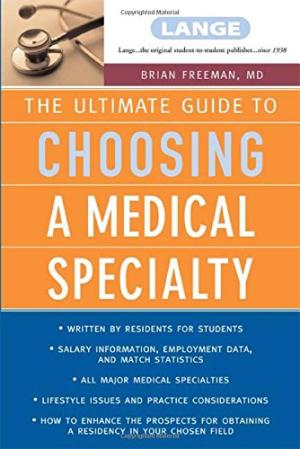 LANGE
Lange...the original student-to-student publisher...since 1938
BRIAN FREEMAN, MD
THE ULTIMATE GUIDE TO
CHOOSING
A MEDICAL
SPECIALTY
• WRITTEN BY RESIDENTS FOR STUDENTS
• SALARY INFORMATION, EMPLOYMENT DATA,
AND MATCH STATISTICS
• ALL MAJOR MEDICAL SPECIALTIES
• LIFESTYLE ISSUES AND PRACTICE CONSIDERATIONS
• HOW TO ENHANCE THE PROSPECTS FOR OBTAINING
A RESIDENCY IN YOUR CHOSEN FIELD